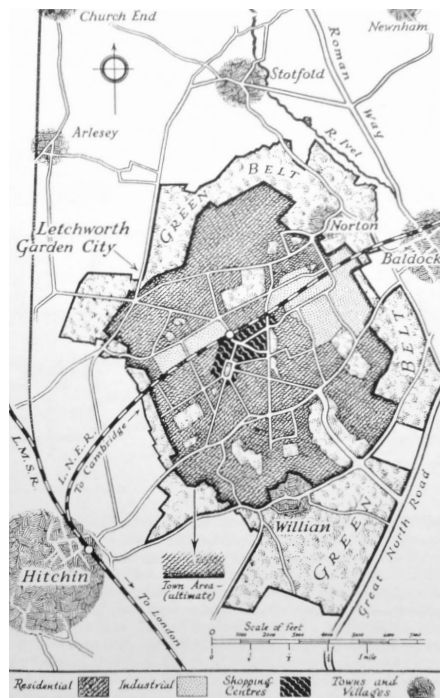 Church End
Newnham
Roman Way
Stotfold
R. Ivel
Arlesey
GREEN BELT
Letchworth
Garden City
Norton
Baldock
BELT
L.N.E.R.
To Cambridge
L.M.S.R.
GREEN
Willian
Hitchin
Town Area-
(ultimate)
Great North Road
To London
Scale of feet
1 mile
Residential
Industrial
Shopping
Centres
Towns and
Villages